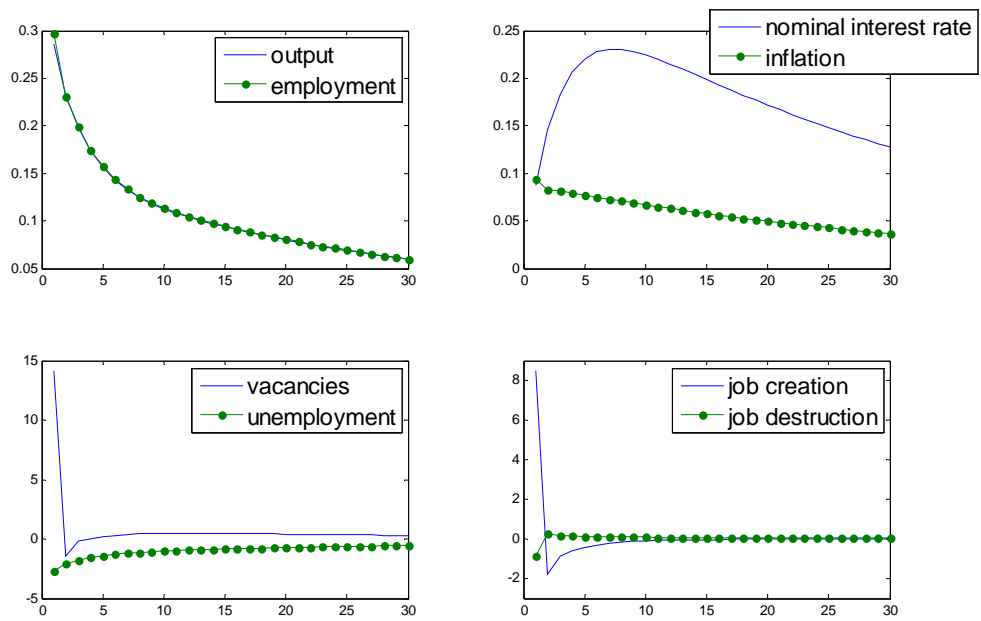 0.3
0.25
0.2
0.15
0.1
0.05
0 5 10 15 20 25 30
output
employment
0.25
0.2
0.15
0.1
0.05
0
0 5 10 15 20 25 30
nominal interest rate
inflation
15
10
5
0
-5
0 5 10 15 20 25 30
vacancies
unemployment
8
6
4
2
0
-2
0 5 10 15 20 25 30
job creation
job destruction